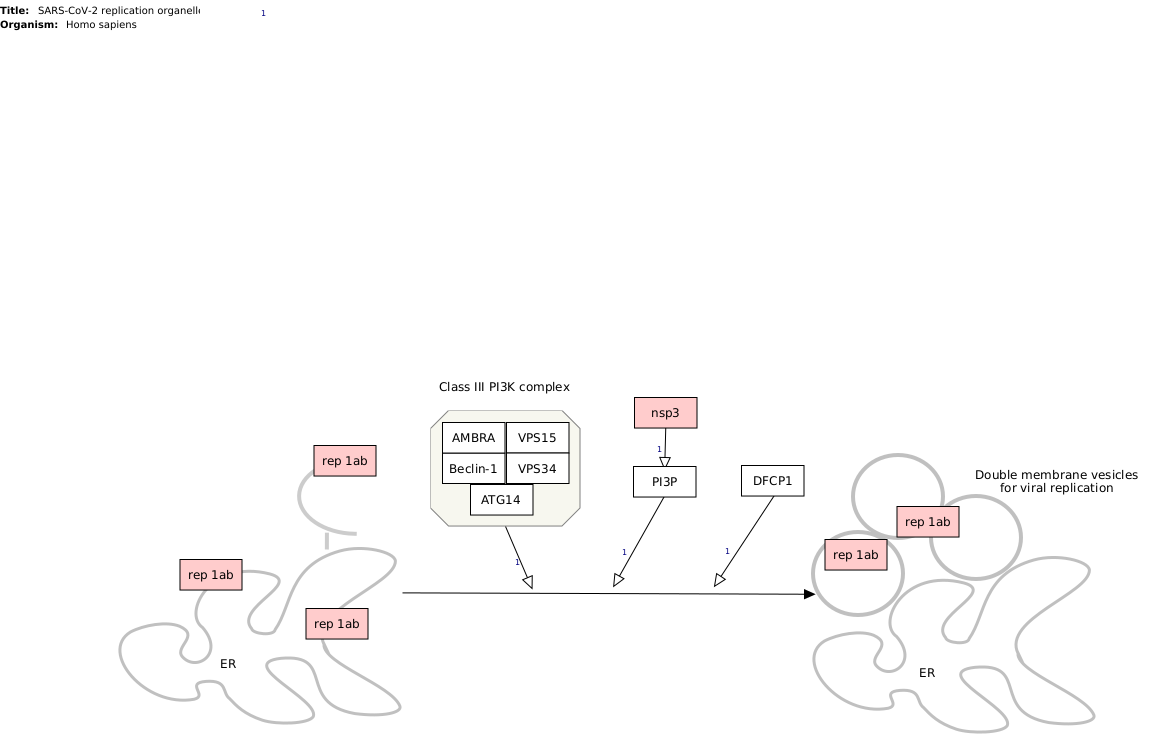 Title: SARS-CoV-2 replication organelle
1
Organism: Homo sapiens
Class III PI3K complex
nsp3
AMBRA VPS15
1
rep 1ab
Beclin-1 VPS34
PI3P
DFCP1
Double membrane vesicles
for viral replication
ATG14
rep 1ab
1
1
1
rep 1ab
rep 1ab
rep 1ab
ER
ER